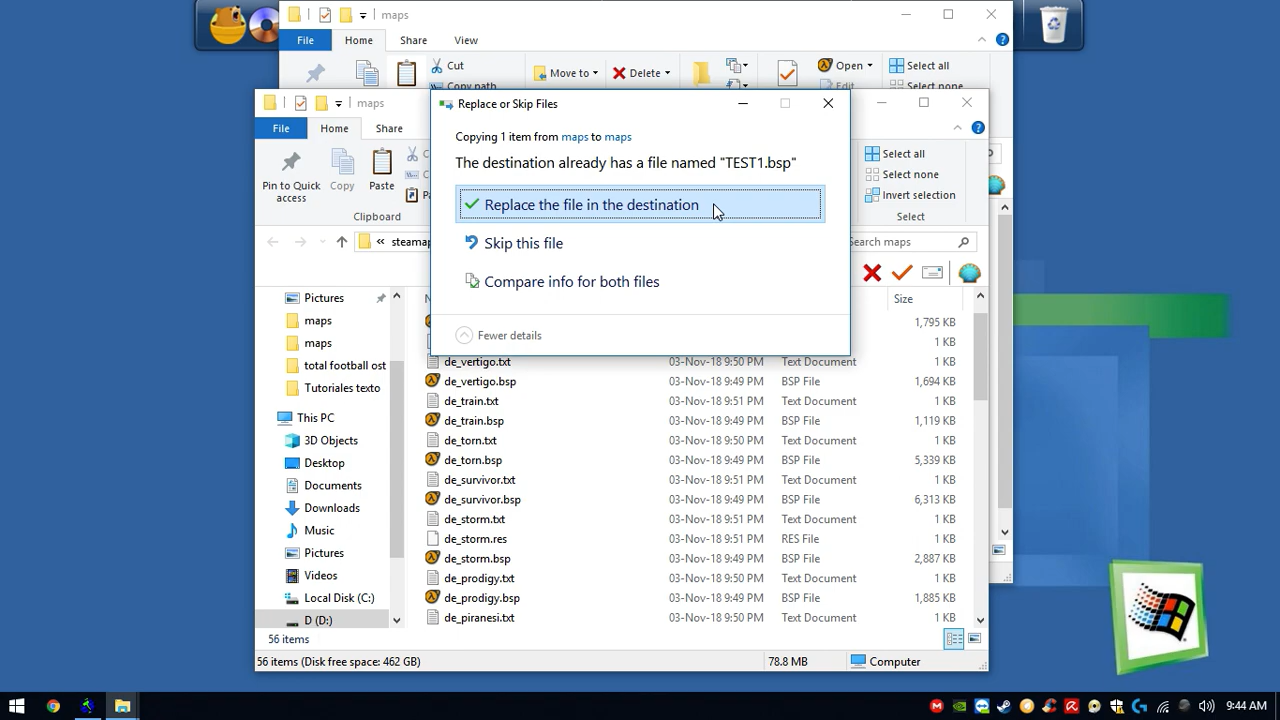 maps
File
Home
Share
View
Cut
Copy path
Move to
Delete
Open
Edit
Select all
maps
File
Home
Share
Pin to Quick
access
Copy
Paste
Clipboard
Select all
Select none
Invert selection
Select
Replace or Skip Files
Copying 1 item from maps to maps
The destination already has a file named "TEST1.bsp"
Replace the file in the destination
Skip this file
Compare info for both files
Fewer details
« steamap
Search maps
Size
Pictures
maps
maps
total football ost
Tutoriales texto
This PC
3D Objects
Desktop
Documents
Downloads
Music
Pictures
Videos
Local Disk (C:)
D (D:)
1,795 KB
1 KB
de_vertigo.txt 03-Nov-18 9:50 PM Text Document 1 KB
de_vertigo.bsp 03-Nov-18 9:49 PM BSP File 1,694 KB
de_train.txt 03-Nov-18 9:51 PM Text Document 1 KB
de_train.bsp 03-Nov-18 9:49 PM BSP File 1,119 KB
de_torn.txt 03-Nov-18 9:50 PM Text Document 1 KB
de_torn.bsp 03-Nov-18 9:49 PM BSP File 5,339 KB
de_survivor.txt 03-Nov-18 9:51 PM Text Document 1 KB
de_survivor.bsp 03-Nov-18 9:49 PM BSP File 6,313 KB
de_storm.txt 03-Nov-18 9:51 PM Text Document 1 KB
de_storm.res 03-Nov-18 9:51 PM RES File 1 KB
de_storm.bsp 03-Nov-18 9:49 PM BSP File 2,887 KB
de_prodigy.txt 03-Nov-18 9:50 PM Text Document 1 KB
de_prodigy.bsp 03-Nov-18 9:49 PM BSP File 1,885 KB
de_piranesi.txt 03-Nov-18 9:51 PM Text Document 1 KB
56 items
56 items (Disk free space: 462 GB)
78.8 MB
Computer
9:44 AM